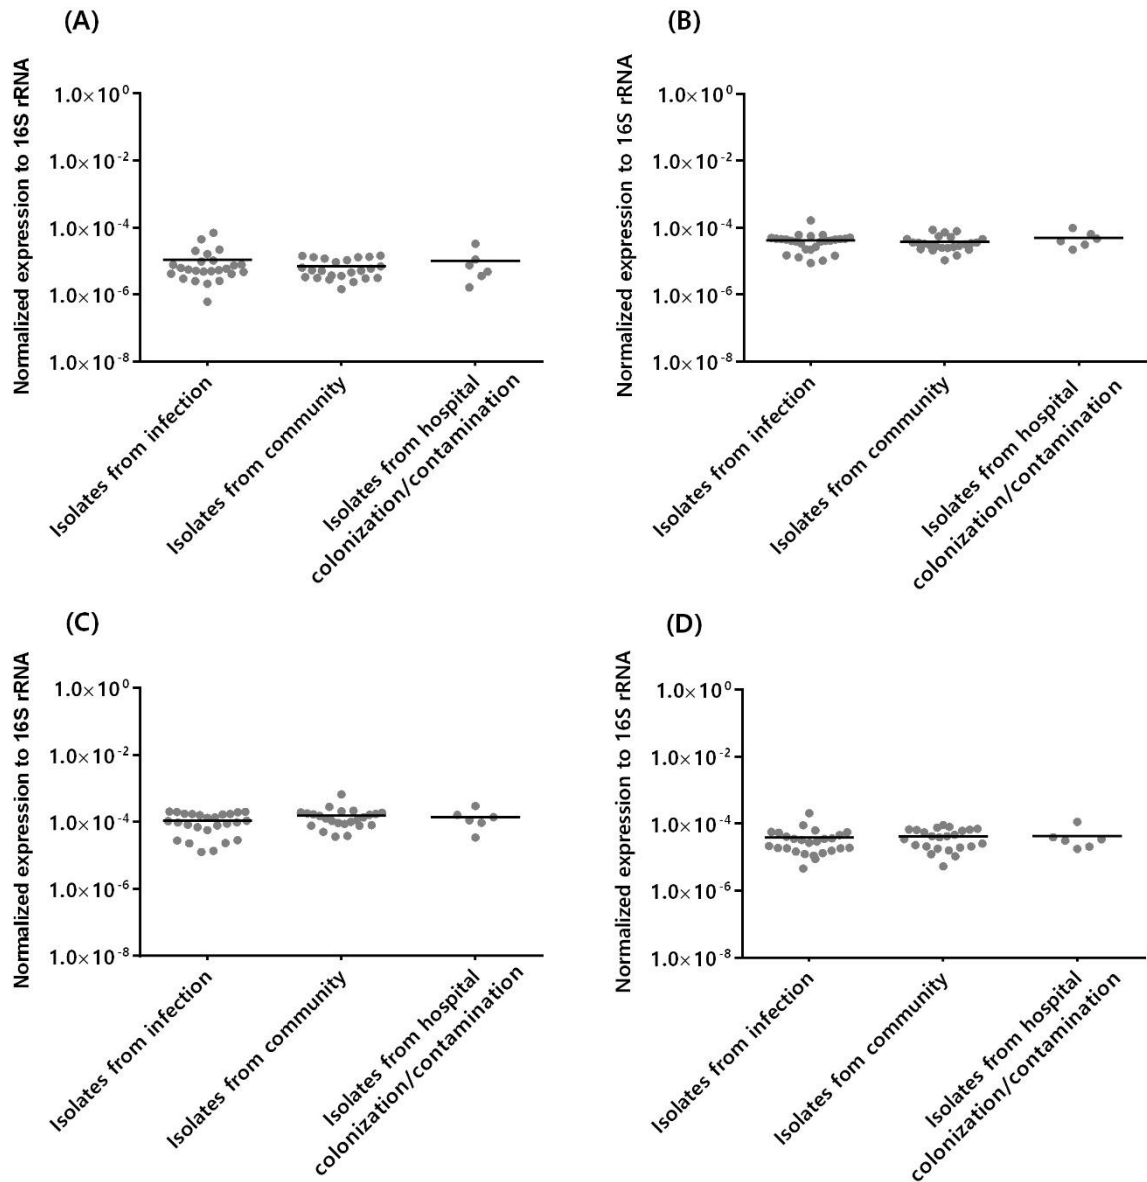 (A)
Normalized expression to 16S rRNA
1.0×10⁰
1.0×10⁻²
1.0×10⁻⁴
1.0×10⁻⁶
1.0×10⁻⁸
Isolates from infection
Isolates from community
Isolates from hospital
colonization/contamination
(B)
Normalized expression to 16S rRNA
1.0×10⁰
1.0×10⁻²
1.0×10⁻⁴
1.0×10⁻⁶
1.0×10⁻⁸
Isolates from infection
Isolates from community
Isolates from hospital
colonization/contamination
(C)
Normalized expression to 16S rRNA
1.0×10⁰
1.0×10⁻²
1.0×10⁻⁴
1.0×10⁻⁶
1.0×10⁻⁸
Isolates from infection
Isolates from community
Isolates from hospital
colonization/contamination
(D)
Normalized expression to 16S rRNA
1.0×10⁰
1.0×10⁻²
1.0×10⁻⁴
1.0×10⁻⁶
1.0×10⁻⁸
Isolates from infection
Isolates fom community
Isolates from hospital
colonization/contamination